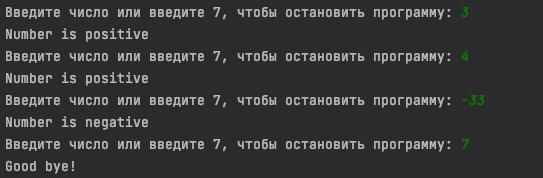 Введите число или введите 7, чтобы остановить программу: 3
Number is positive
Введите число или введите 7, чтобы остановить программу: 4
Number is positive
Введите число или введите 7, чтобы остановить программу: -33
Number is negative
Введите число или введите 7, чтобы остановить программу: 7
Good bye!